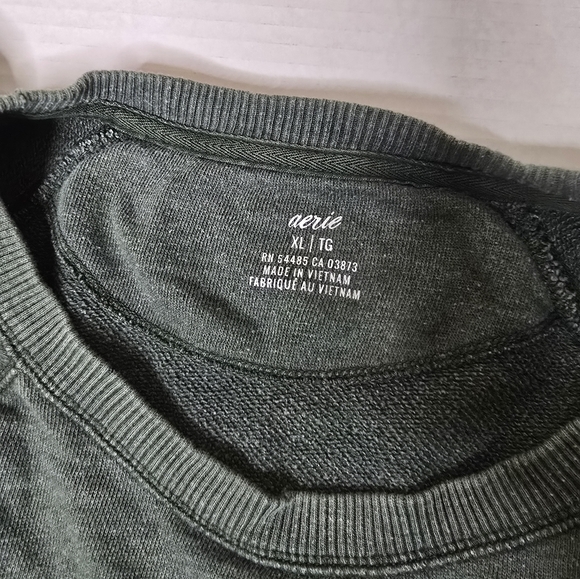 aerie
XL | TG
RN 54485 CA 03873
MADE IN VIETNAM
FABRIQUÉ AU VIETNAM